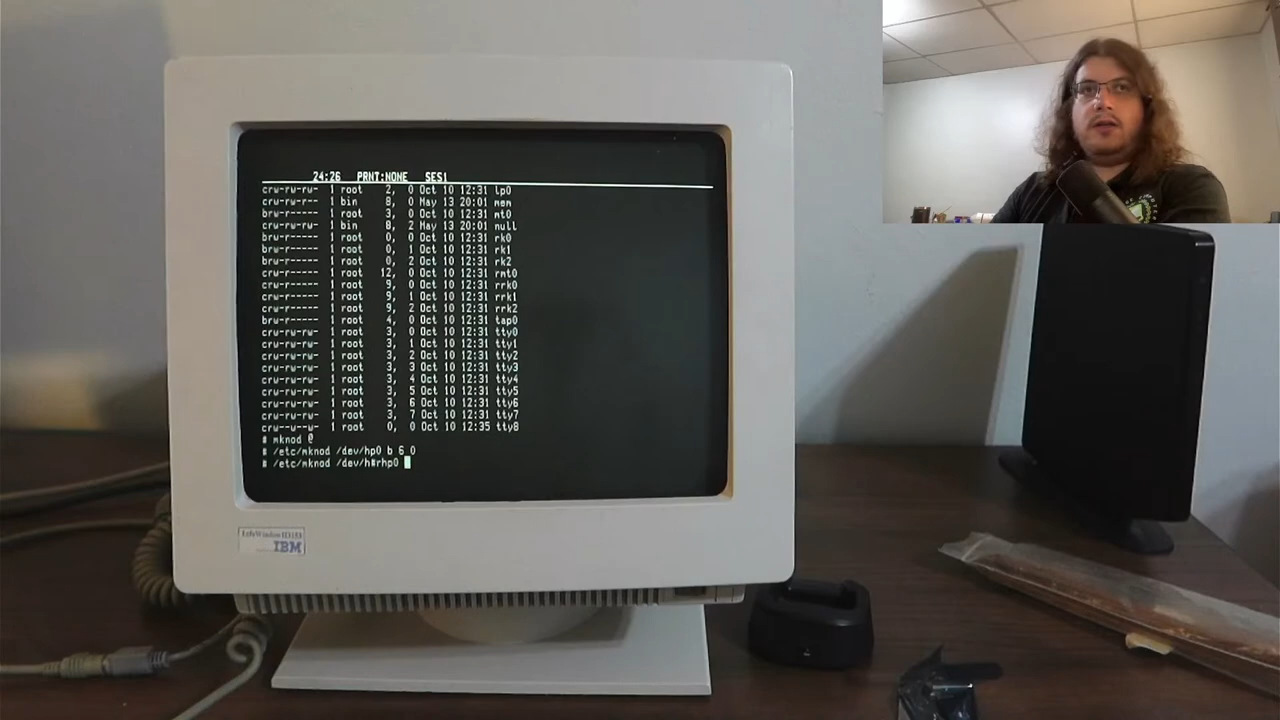 24:26 PRNT:NONE SES1
crw-rw-rw- 1 root 2, 0 Oct 10 12:31 lp0
crw-rw-r-- 1 bin 8, 0 May 13 20:01 mem
brw-rw-r-- 1 root 3, 0 Oct 10 12:31 mt0
crw-rw-rw- 1 bin 8, 2 May 13 20:01 null
brw-r----- 1 root 0, 0 Oct 10 12:31 rk0
brw-r----- 1 root 0, 1 Oct 10 12:31 rk1
brw-r----- 1 root 0, 2 Oct 10 12:31 rk2
crw-r----- 1 root 12, 0 Oct 10 12:31 rmt0
crw-r----- 1 root 9, 0 Oct 10 12:31 rrk0
crw-r----- 1 root 9, 1 Oct 10 12:31 rrk1
crw-r----- 1 root 9, 2 Oct 10 12:31 rrk2
brw-r----- 1 root 4, 0 Oct 10 12:31 tap0
crw-rw-rw- 1 root 3, 0 Oct 10 12:31 tty0
crw-rw-rw- 1 root 3, 1 Oct 10 12:31 tty1
crw-rw-rw- 1 root 3, 2 Oct 10 12:31 tty2
crw-rw-rw- 1 root 3, 3 Oct 10 12:31 tty3
crw-rw-rw- 1 root 3, 4 Oct 10 12:31 tty4
crw-rw-rw- 1 root 3, 5 Oct 10 12:31 tty5
crw-rw-rw- 1 root 3, 6 Oct 10 12:31 tty6
crw-rw-rw- 1 root 3, 7 Oct 10 12:31 tty7
crw--w--w- 1 root 0, 0 Oct 10 12:35 tty8
# mknod @
# /etc/mknod /dev/hp0 b 6 0
# /etc/mknod /dev/h#rhp0
InfoWindow II 3153
IBM